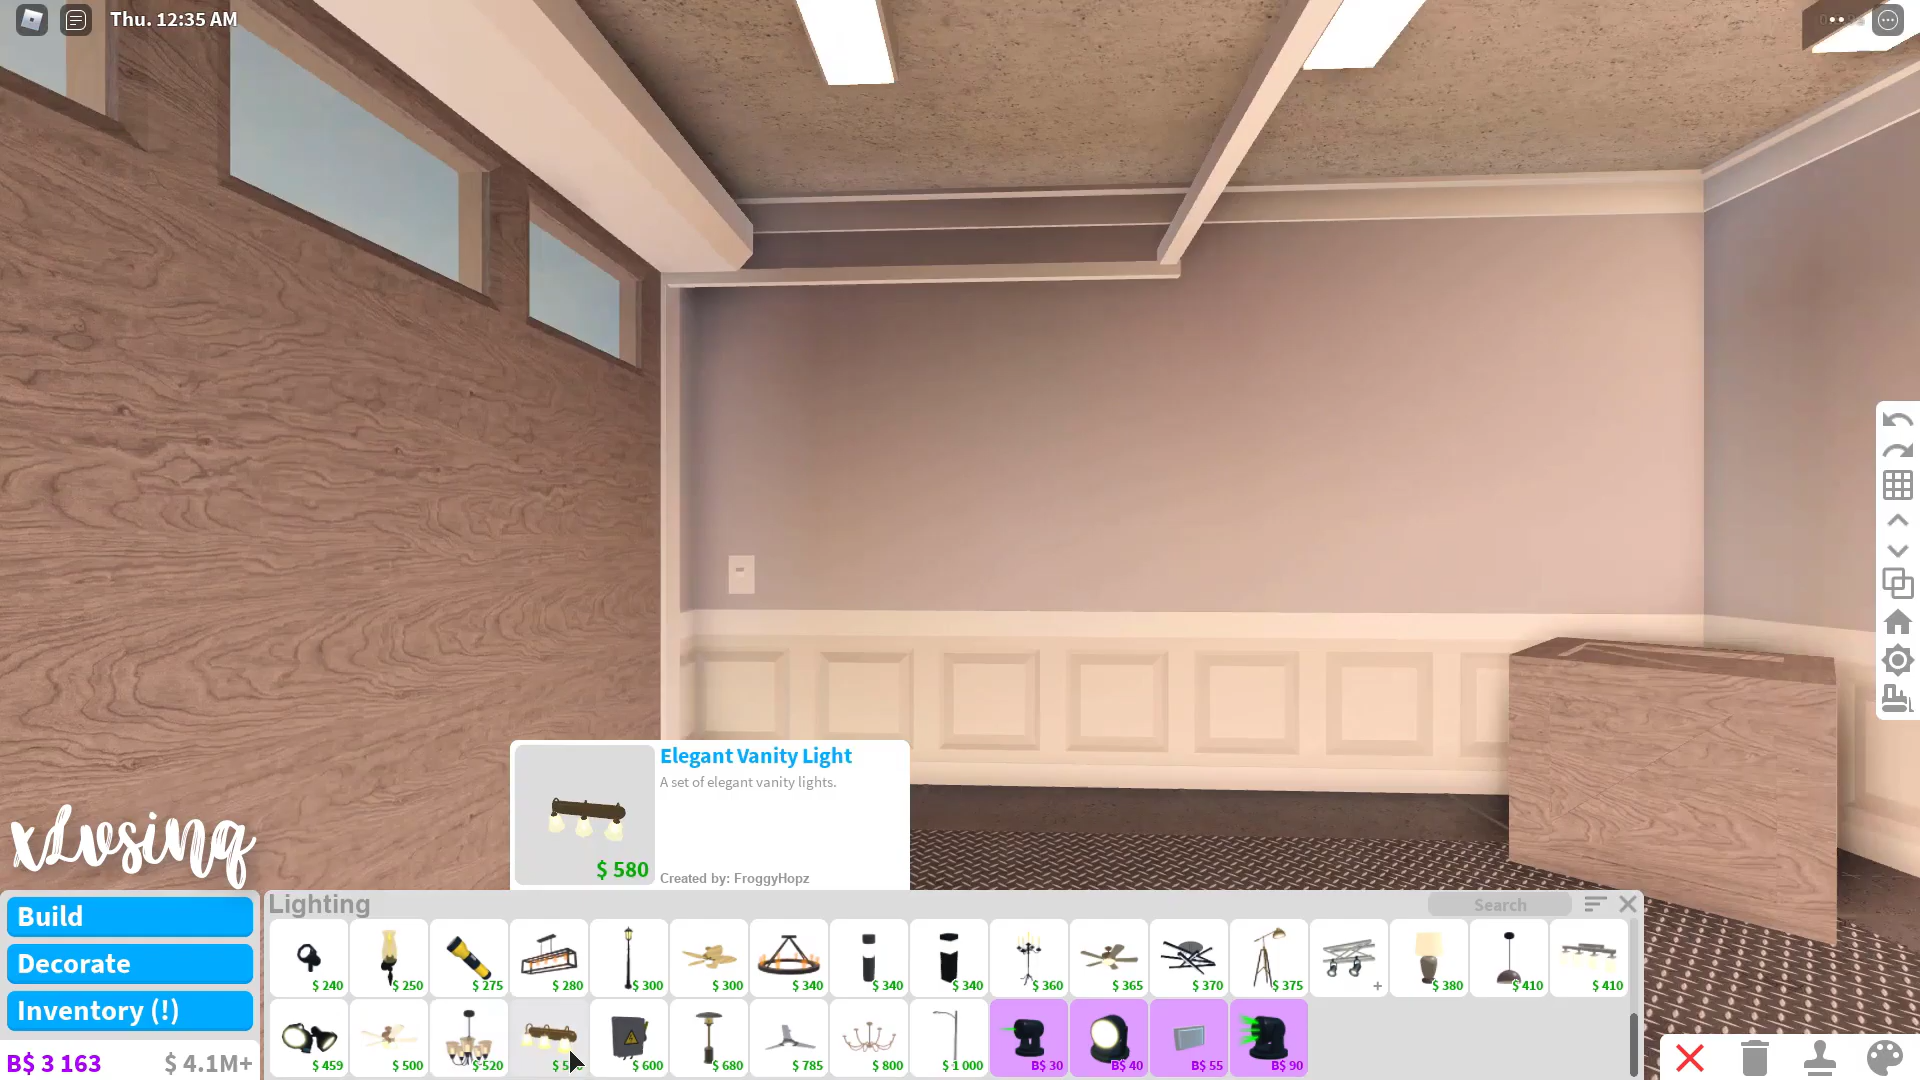 Thu. 12:35 AM
Elegant Vanity Light
A set of elegant vanity lights.
$ 580
Created by: FroggyHopz
xLvsinq
Build
Decorate
Inventory (!)
B$ 3 163
$ 4.1M+
Lighting
Search
$ 240
$ 250
$ 275
$ 280
$ 300
$ 300
$ 340
$ 340
$ 340
$ 360
$ 365
$ 370
$ 375
+
$ 380
$ 410
$ 410
$ 459
$ 500
$ 520
$ 600
$ 680
$ 785
$ 800
$ 1 000
B$ 30
B$ 40
B$ 55
B$ 90